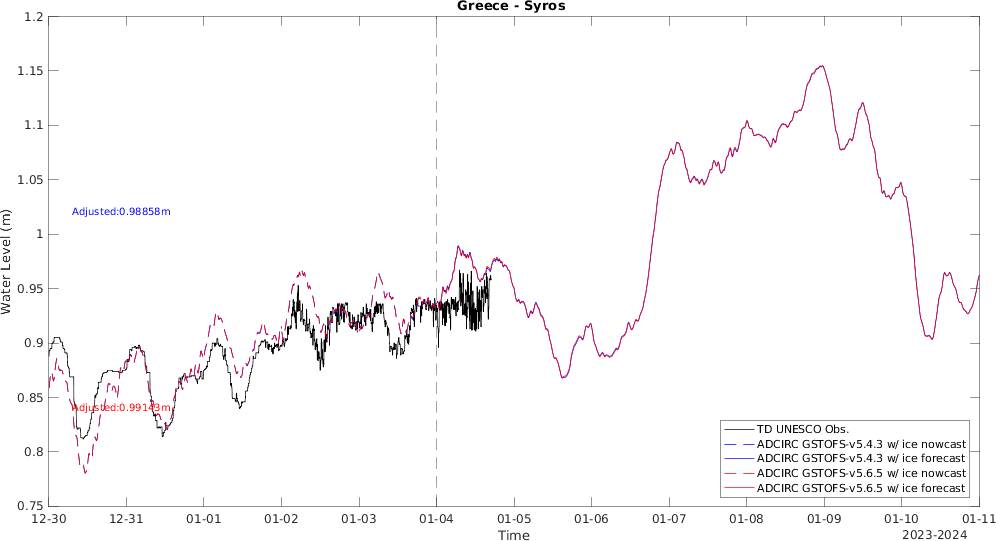 Greece - Syros
1.2
1.15
1.1
1.05
1
0.95
0.9
0.85
0.8
0.75
Water Level (m)
Adjusted:0.98858m
Adjusted:0.99143m
TD UNESCO Obs.
ADCIRC GSTOFS-v5.4.3 w/ ice nowcast
ADCIRC GSTOFS-v5.4.3 w/ ice forecast
ADCIRC GSTOFS-v5.6.5 w/ ice nowcast
ADCIRC GSTOFS-v5.6.5 w/ ice forecast
12-30 12-31 01-01 01-02 01-03 01-04 01-05 01-06 01-07 01-08 01-09 01-10 01-11
Time
2023-2024